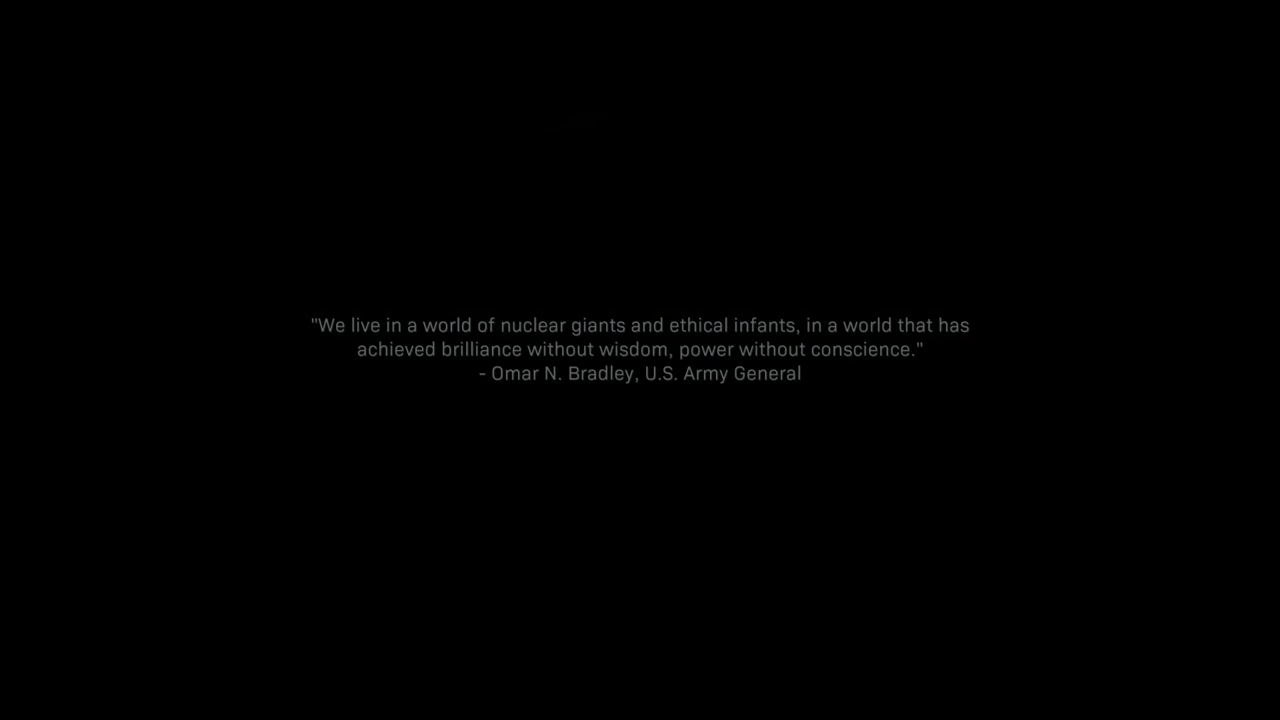 "We live in a world of nuclear giants and ethical infants, in a world that has
achieved brilliance without wisdom, power without conscience."
- Omar N. Bradley, U.S. Army General